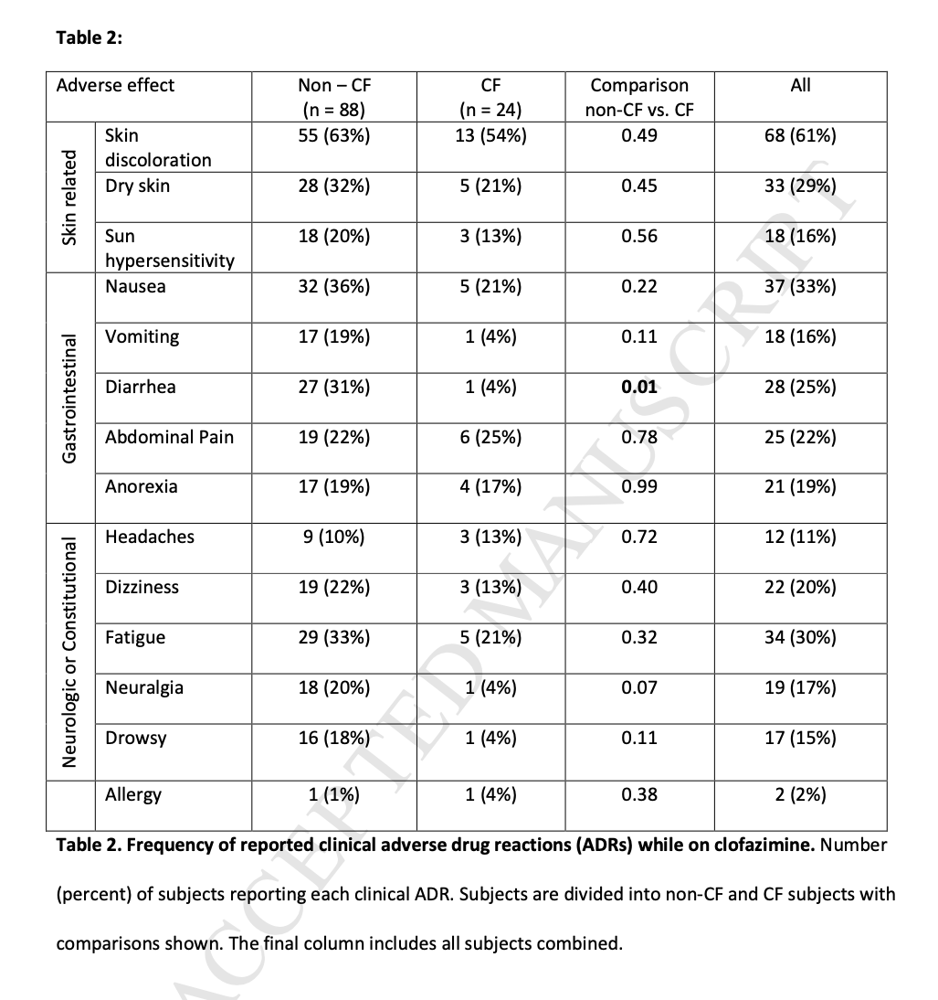 Table 2:
Adverse effect Non – CF (n = 88) CF (n = 24) Comparison non-CF vs. CF All
Skin related
Skin discoloration 55 (63%) 13 (54%) 0.49 68 (61%)
Dry skin 28 (32%) 5 (21%) 0.45 33 (29%)
Sun hypersensitivity 18 (20%) 3 (13%) 0.56 18 (16%)
Gastrointestinal
Nausea 32 (36%) 5 (21%) 0.22 37 (33%)
Vomiting 17 (19%) 1 (4%) 0.11 18 (16%)
Diarrhea 27 (31%) 1 (4%) 0.01 28 (25%)
Abdominal Pain 19 (22%) 6 (25%) 0.78 25 (22%)
Anorexia 17 (19%) 4 (17%) 0.99 21 (19%)
Neurologic or Constitutional
Headaches 9 (10%) 3 (13%) 0.72 12 (11%)
Dizziness 19 (22%) 3 (13%) 0.40 22 (20%)
Fatigue 29 (33%) 5 (21%) 0.32 34 (30%)
Neuralgia 18 (20%) 1 (4%) 0.07 19 (17%)
Drowsy 16 (18%) 1 (4%) 0.11 17 (15%)
Allergy 1 (1%) 1 (4%) 0.38 2 (2%)
Table 2. Frequency of reported clinical adverse drug reactions (ADRs) while on clofazimine. Number
(percent) of subjects reporting each clinical ADR. Subjects are divided into non-CF and CF subjects with
comparisons shown. The final column includes all subjects combined.
ACCEPTED MANUSCRIPT